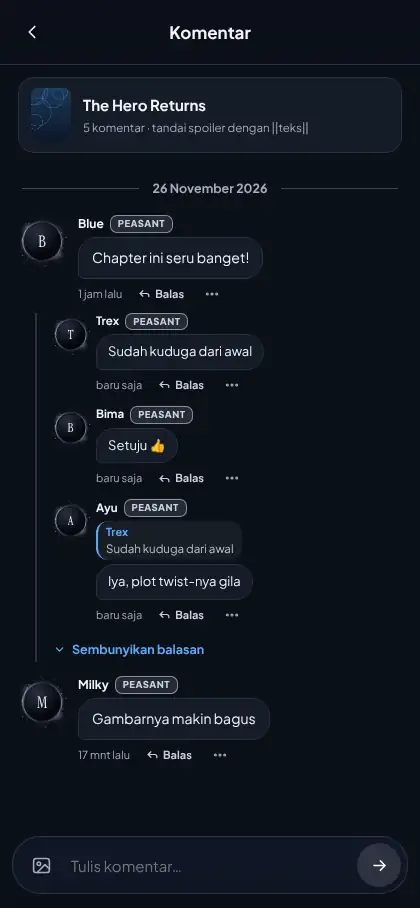 Komentar
The Hero Returns
5 komentar · tandai spoiler dengan ||teks||
26 November 2026
B
Blue PEASANT
Chapter ini seru banget!
1 jam lalu Balas
T
Trex PEASANT
Sudah kuduga dari awal
baru saja Balas
B
Bima PEASANT
Setuju 👍
baru saja Balas
A
Ayu PEASANT
Trex
Sudah kuduga dari awal
Iya, plot twist-nya gila
baru saja Balas
Sembunyikan balasan
M
Milky PEASANT
Gambarnya makin bagus
17 mnt lalu Balas
Tulis komentar...